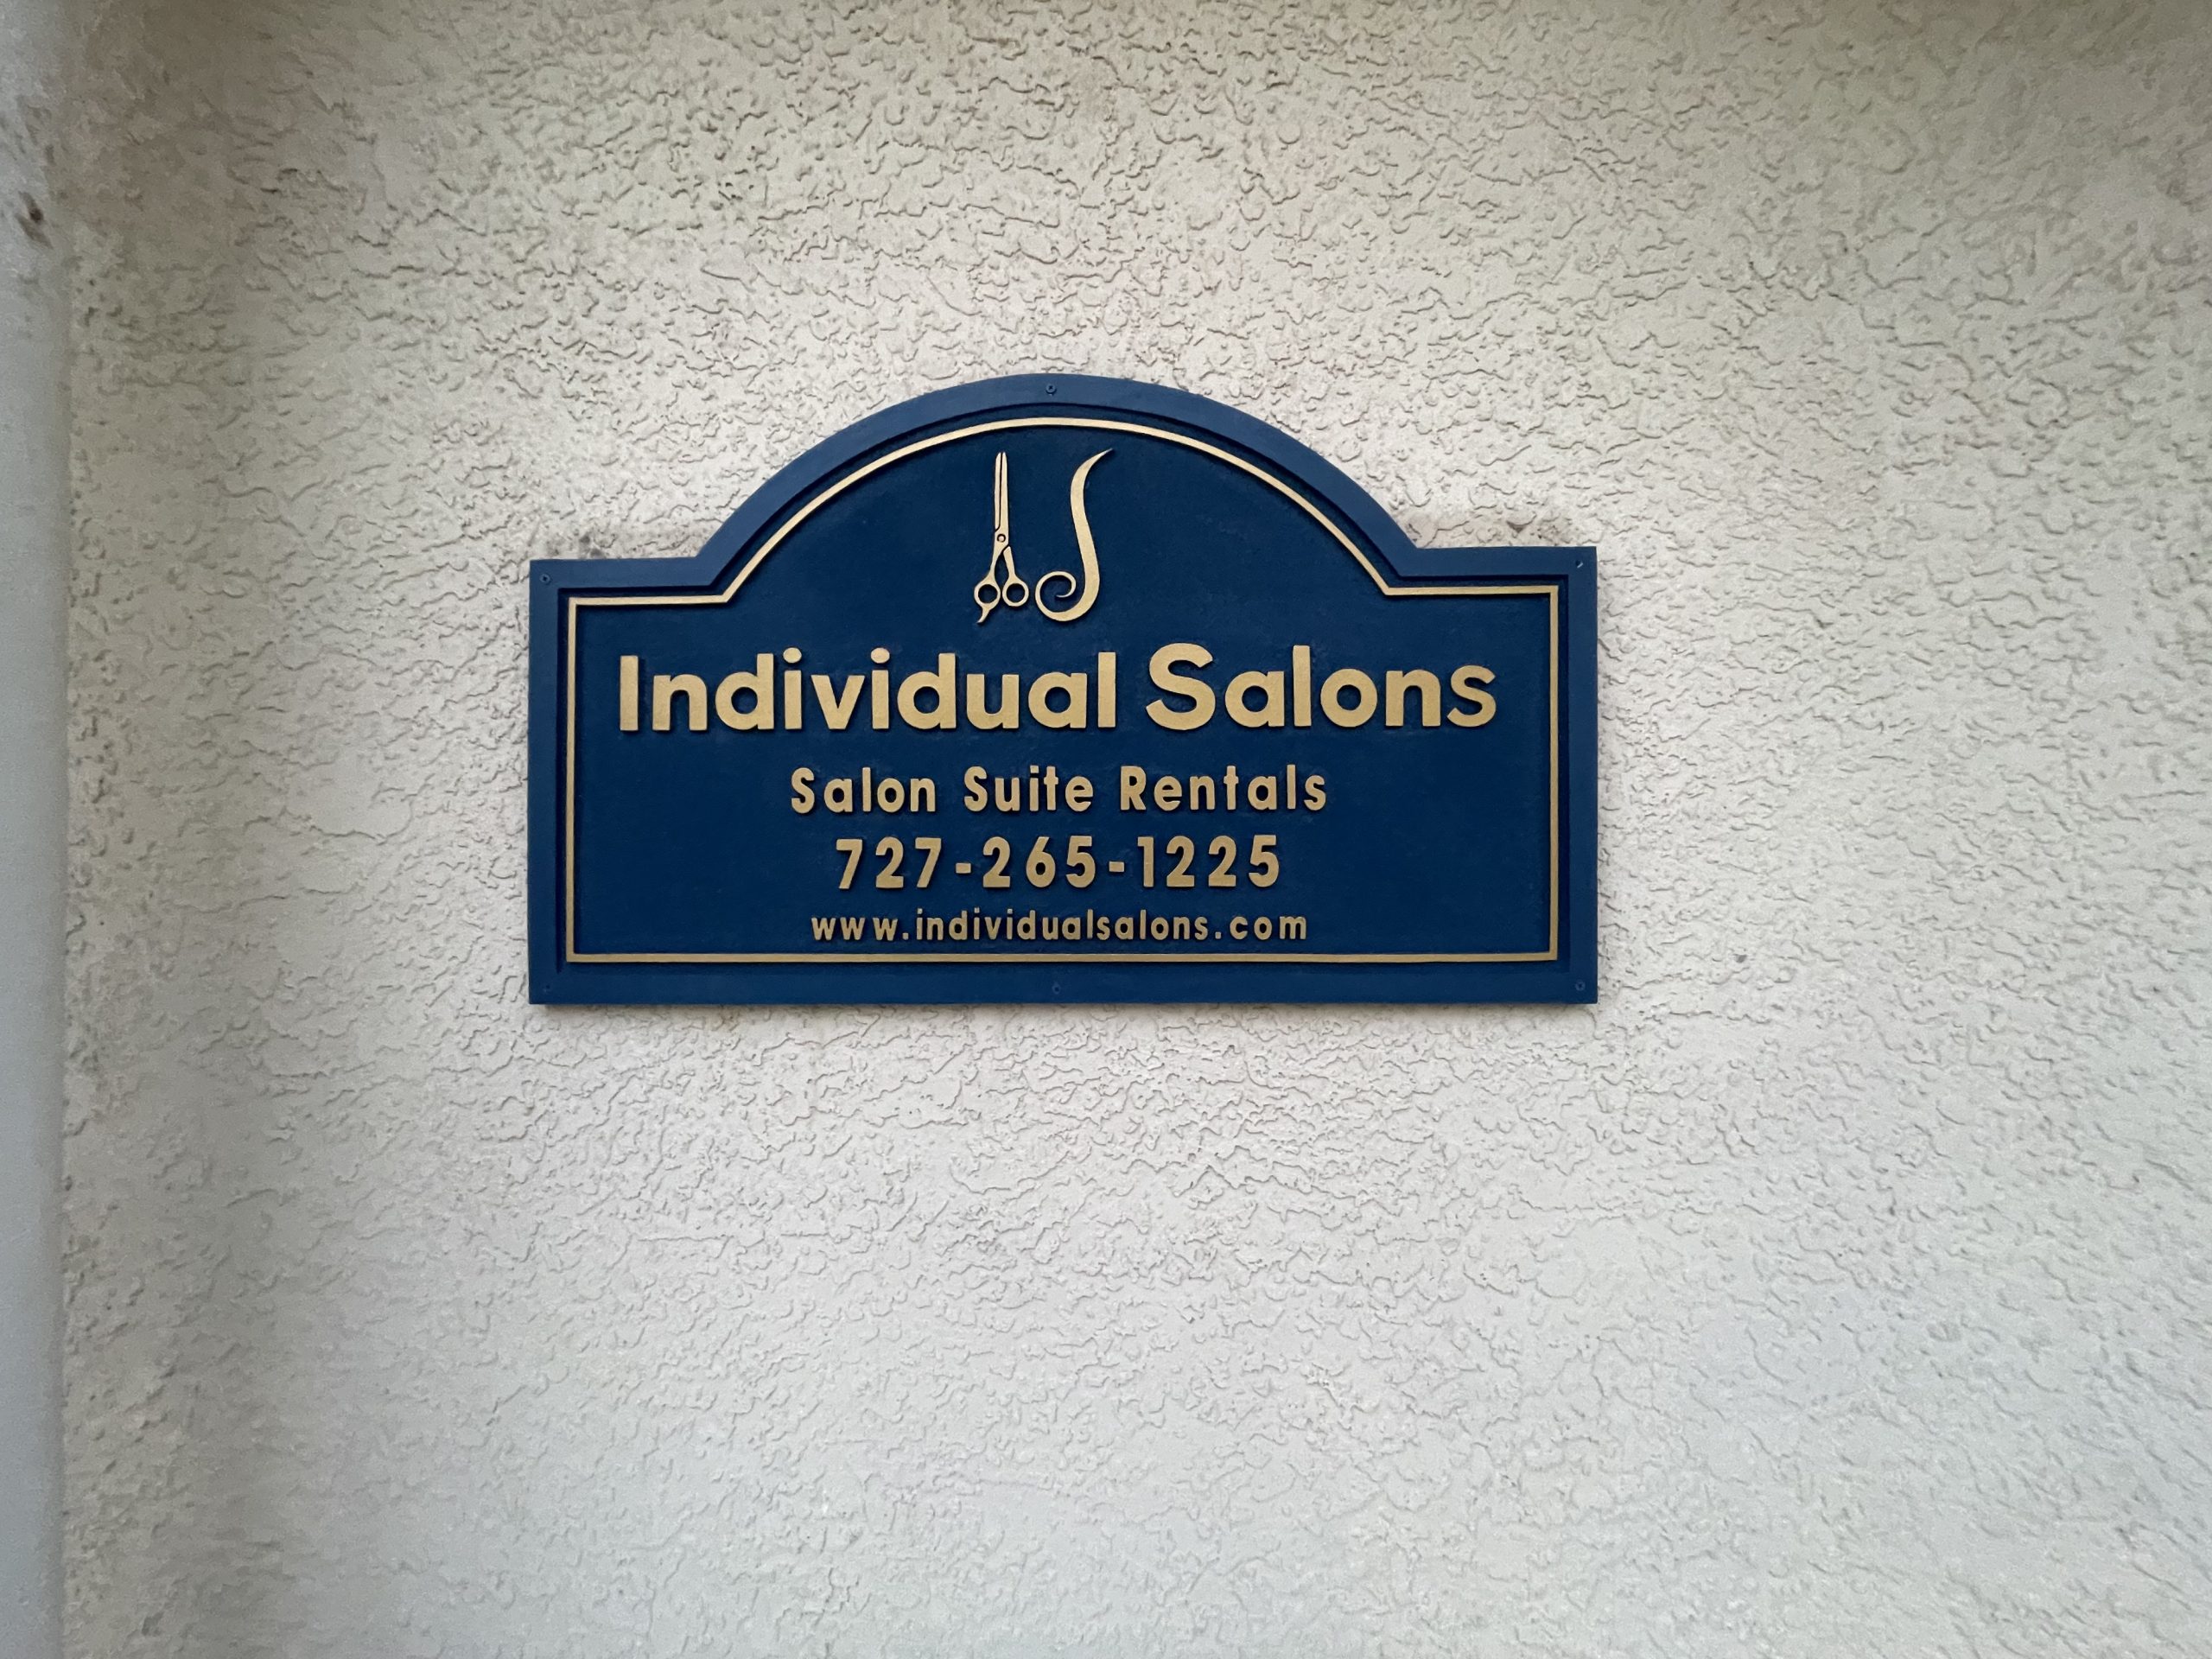 Individual Salons
Salon Suite Rentals
727-265-1225
www.individualsalons.com